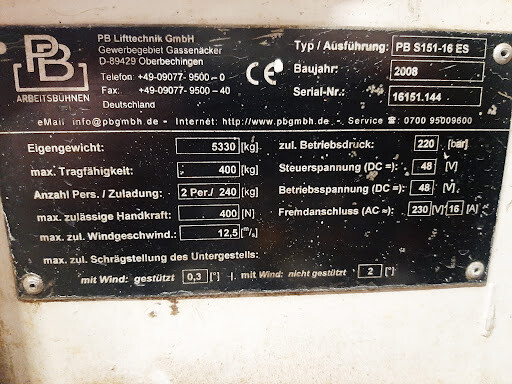 PB
ARBEITSBÜHNEN
PB Lifttechnik GmbH
Gewerbegebiet Gassenäcker
D-89429 Oberbechingen
Telefon: +49-09077- 9500 – 0
Fax: +49-09077- 9500 – 40
Deutschland
CE
Typ / Ausführung: PB S151-16 ES
Baujahr: 2008
Serial-Nr.: 16151.144
eMail info@pbgmbh.de - Internet: http://www.pbgmbh.de - Service ☎: 0700 95009600
Eigengewicht: 5330 [kg]
max. Tragfähigkeit: 400 [kg]
Anzahl Pers. / Zuladung: 2 Per./ 240 [kg]
max. zulässige Handkraft: 400 [N]
max. zul. Windgeschwind.: 12,5 [m/s]
max. zul. Schrägstellung des Untergestells:
mit Wind: gestützt 0,3 [°] I. mit Wind: nicht gestützt 2 [°]
zul. Betriebsdruck: 220 [bar]
Steuerspannung (DC =): 48 [V]
Betriebsspannung (DC =): 48 [V]
Fremdanschluss (AC ≈): 230 [V] 16 [A]